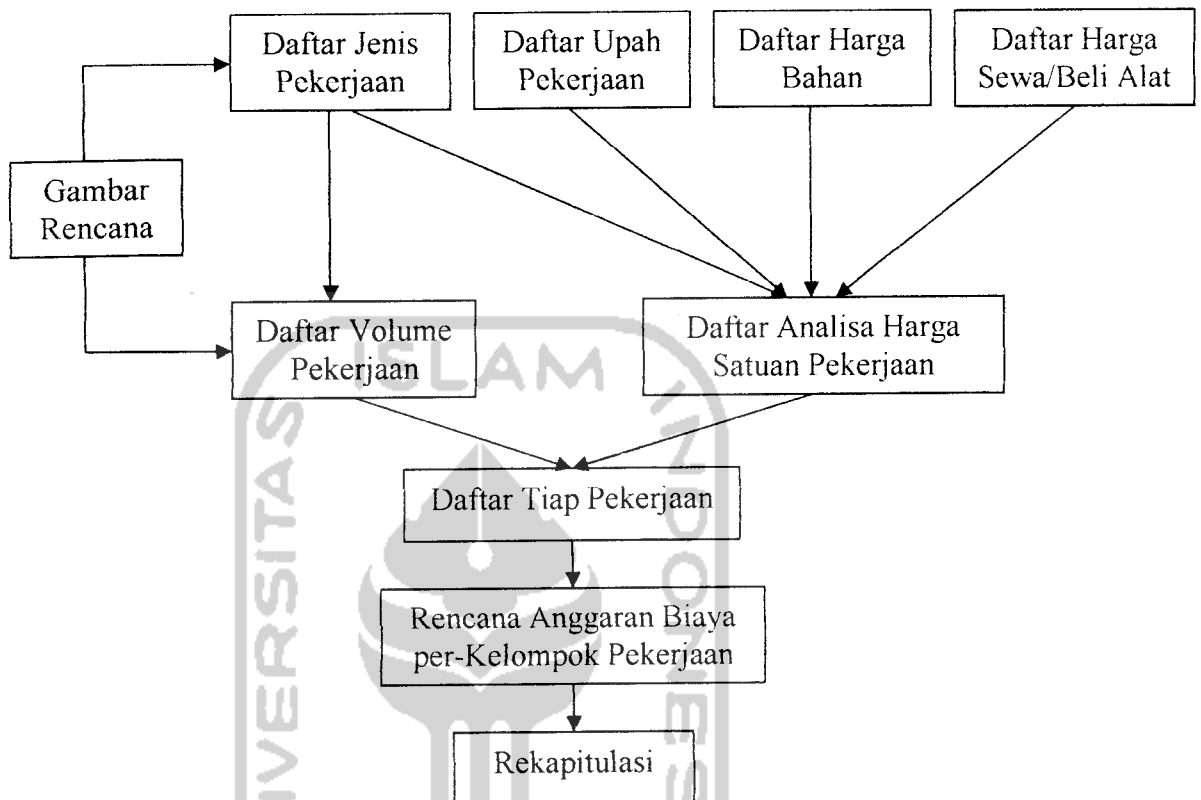 Daftar Jenis
Pekerjaan
Daftar Upah
Pekerjaan
Daftar Harga
Bahan
Daftar Harga
Sewa/Beli Alat
Gambar
Rencana
Daftar Volume
Pekerjaan
Daftar Analisa Harga
Satuan Pekerjaan
Daftar Tiap Pekerjaan
Rencana Anggaran Biaya
per-Kelompok Pekerjaan
Rekapitulasi
ISLAM